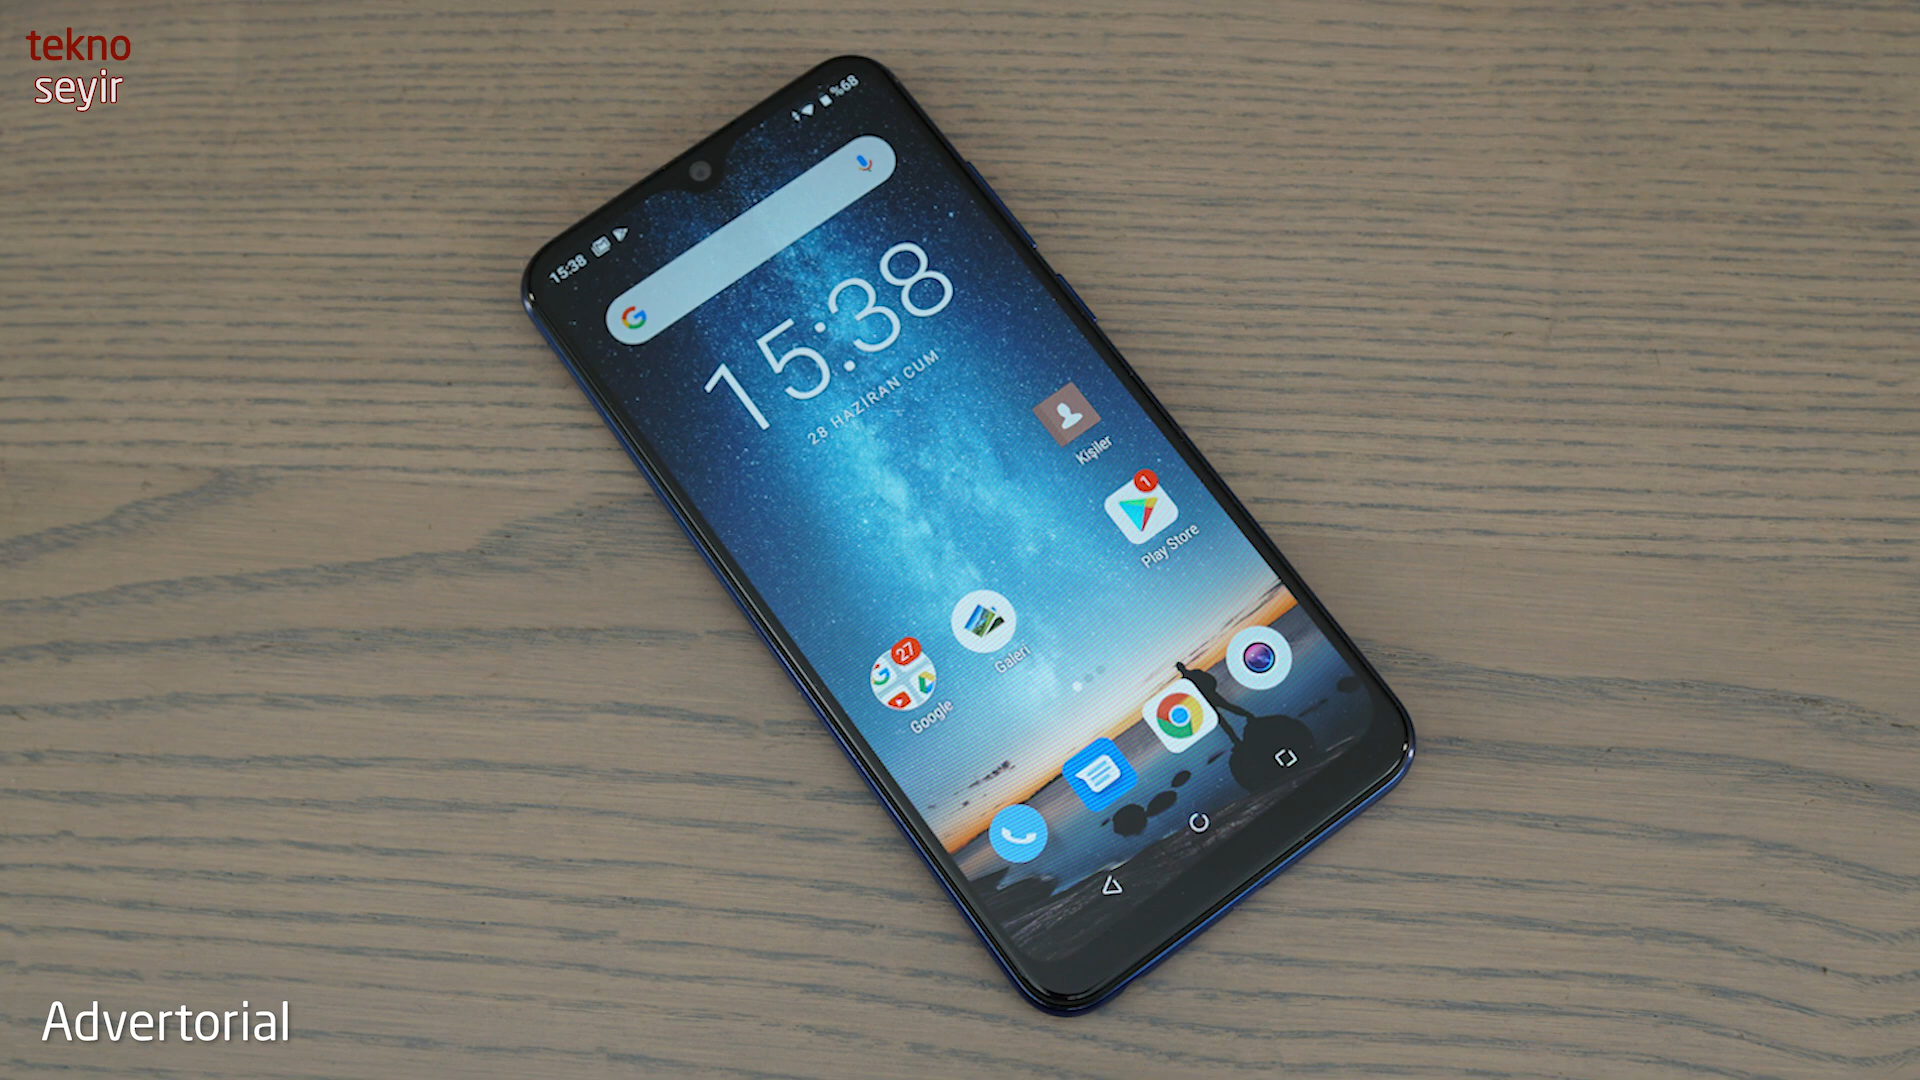 tekno
seyir
%68
15:38
15:38
28 HAZİRAN CUM
Kişiler
1
Play Store
Galeri
27
Google
Advertorial